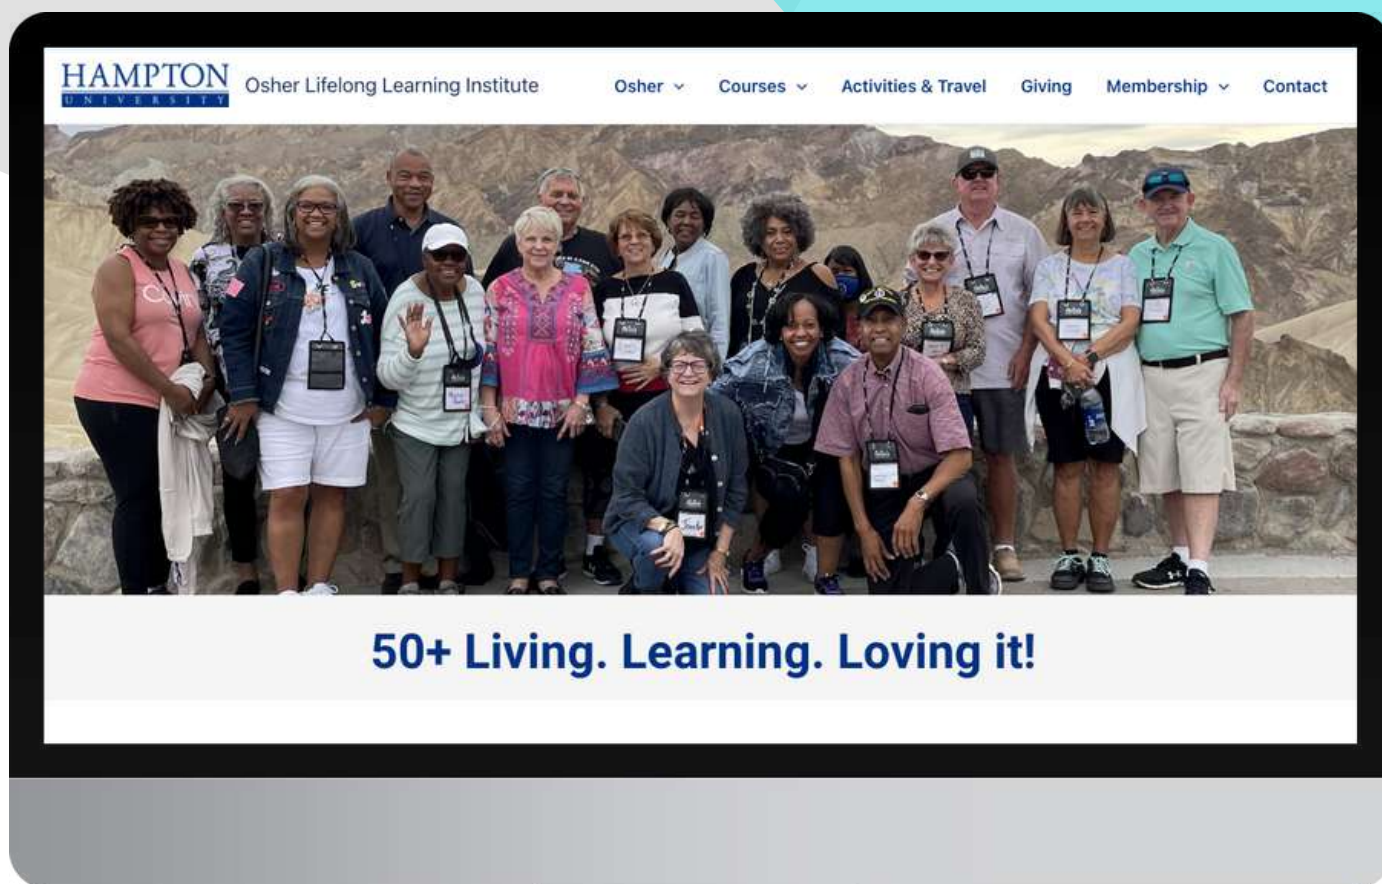 HAMPTON
UNIVERSITY
Osher Lifelong Learning Institute
Osher
Courses
Activities & Travel
Giving
Membership
Contact
50+ Living. Learning. Loving it!